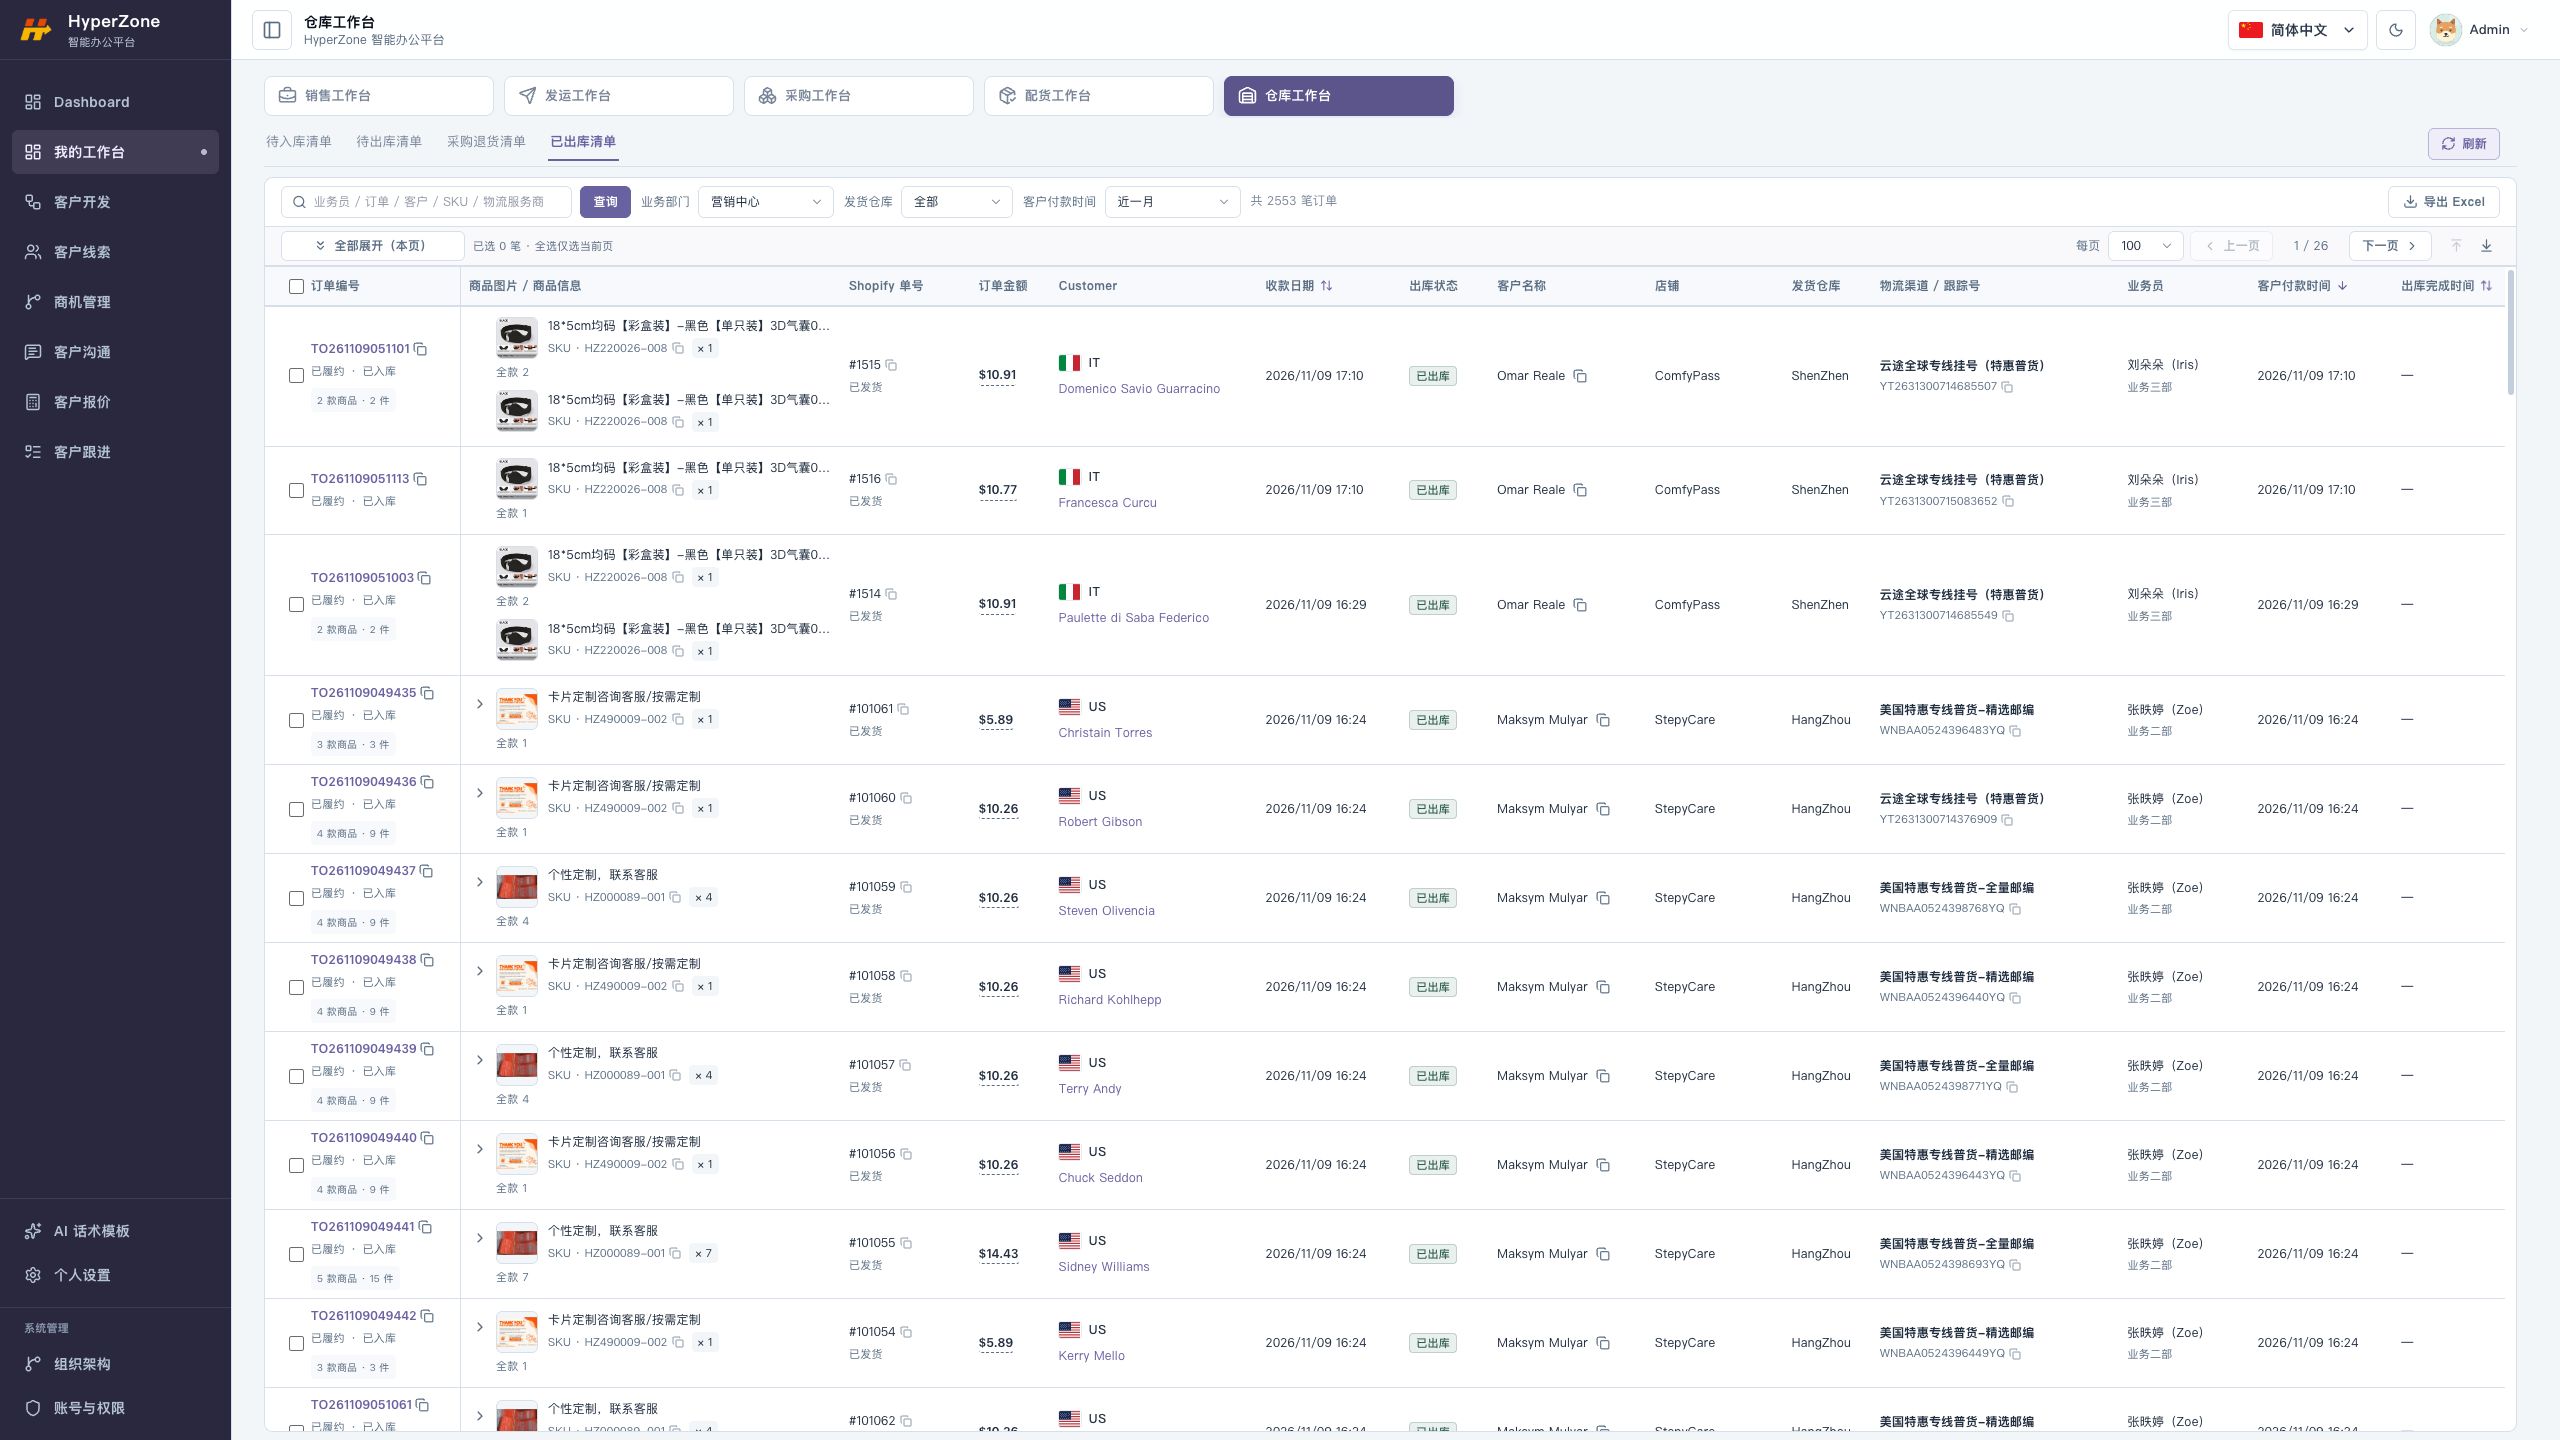 HyperZone
智能办公平台
Dashboard
我的工作台
客户开发
客户线索
商机管理
客户沟通
客户报价
客户跟进
AI 话术模板
个人设置
系统管理
组织架构
账号与权限
仓库工作台
HyperZone 智能办公平台
简体中文
Admin
销售工作台
发运工作台
采购工作台
配货工作台
仓库工作台
待入库清单 待出库清单 采购退货清单 已出库清单
刷新
业务员 / 订单 / 客户 / SKU / 物流服务商
查询
业务部门 营销中心 发货仓库 全部 客户付款时间 近一月 共 2553 笔订单
导出 Excel
全部展开（本页） 已选 0 笔 · 全选仅选当前页
每页 100 上一页 1 / 26 下一页
订单编号 商品图片 / 商品信息 Shopify 单号 订单金额 Customer 收款日期 出库状态 客户名称 店铺 发货仓库 物流渠道 / 跟踪号 业务员 客户付款时间 出库完成时间
TO261109051101
已履约 · 已入库
2 款商品 · 2 件
18*5cm均码【彩盒装】-黑色【单只装】3D气囊0...
SKU · HZ220026-008 × 1
全款 2
18*5cm均码【彩盒装】-黑色【单只装】3D气囊0...
SKU · HZ220026-008 × 1
#1515
已发货
$10.91
IT
Domenico Savio Guarracino
2026/11/09 17:10
已出库
Omar Reale
ComfyPass
ShenZhen
云途全球专线挂号（特惠普货）
YT2631300714685507
刘朵朵（Iris）
业务三部
2026/11/09 17:10
—
TO261109051113
已履约 · 已入库
18*5cm均码【彩盒装】-黑色【单只装】3D气囊0...
SKU · HZ220026-008 × 1
全款 1
#1516
已发货
$10.77
IT
Francesca Curcu
2026/11/09 17:10
已出库
Omar Reale
ComfyPass
ShenZhen
云途全球专线挂号（特惠普货）
YT2631300715083652
刘朵朵（Iris）
业务三部
2026/11/09 17:10
—
TO261109051003
已履约 · 已入库
2 款商品 · 2 件
18*5cm均码【彩盒装】-黑色【单只装】3D气囊0...
SKU · HZ220026-008 × 1
全款 2
18*5cm均码【彩盒装】-黑色【单只装】3D气囊0...
SKU · HZ220026-008 × 1
#1514
已发货
$10.91
IT
Paulette di Saba Federico
2026/11/09 16:29
已出库
Omar Reale
ComfyPass
ShenZhen
云途全球专线挂号（特惠普货）
YT2631300714685549
刘朵朵（Iris）
业务三部
2026/11/09 16:29
—
TO261109049435
已履约 · 已入库
3 款商品 · 3 件
卡片定制咨询客服/按需定制
SKU · HZ490009-002 × 1
全款 1
#101061
已发货
$5.89
US
Christain Torres
2026/11/09 16:24
已出库
Maksym Mulyar
StepyCare
HangZhou
美国特惠专线普货-精选邮编
WNBAA0524396483YQ
张昳婷（Zoe）
业务二部
2026/11/09 16:24
—
TO261109049436
已履约 · 已入库
4 款商品 · 9 件
卡片定制咨询客服/按需定制
SKU · HZ490009-002 × 1
全款 1
#101060
已发货
$10.26
US
Robert Gibson
2026/11/09 16:24
已出库
Maksym Mulyar
StepyCare
HangZhou
云途全球专线挂号（特惠普货）
YT2631300714376909
张昳婷（Zoe）
业务二部
2026/11/09 16:24
—
TO261109049437
已履约 · 已入库
4 款商品 · 9 件
个性定制，联系客服
SKU · HZ000089-001 × 4
全款 4
#101059
已发货
$10.26
US
Steven Olivencia
2026/11/09 16:24
已出库
Maksym Mulyar
StepyCare
HangZhou
美国特惠专线普货-全量邮编
WNBAA0524398768YQ
张昳婷（Zoe）
业务二部
2026/11/09 16:24
—
TO261109049438
已履约 · 已入库
4 款商品 · 9 件
卡片定制咨询客服/按需定制
SKU · HZ490009-002 × 1
全款 1
#101058
已发货
$10.26
US
Richard Kohlhepp
2026/11/09 16:24
已出库
Maksym Mulyar
StepyCare
HangZhou
美国特惠专线普货-精选邮编
WNBAA0524396440YQ
张昳婷（Zoe）
业务二部
2026/11/09 16:24
—
TO261109049439
已履约 · 已入库
4 款商品 · 9 件
个性定制，联系客服
SKU · HZ000089-001 × 4
全款 4
#101057
已发货
$10.26
US
Terry Andy
2026/11/09 16:24
已出库
Maksym Mulyar
StepyCare
HangZhou
美国特惠专线普货-全量邮编
WNBAA0524398771YQ
张昳婷（Zoe）
业务二部
2026/11/09 16:24
—
TO261109049440
已履约 · 已入库
4 款商品 · 9 件
卡片定制咨询客服/按需定制
SKU · HZ490009-002 × 1
全款 1
#101056
已发货
$10.26
US
Chuck Seddon
2026/11/09 16:24
已出库
Maksym Mulyar
StepyCare
HangZhou
美国特惠专线普货-精选邮编
WNBAA0524396443YQ
张昳婷（Zoe）
业务二部
2026/11/09 16:24
—
TO261109049441
已履约 · 已入库
5 款商品 · 15 件
个性定制，联系客服
SKU · HZ000089-001 × 7
全款 7
#101055
已发货
$14.43
US
Sidney Williams
2026/11/09 16:24
已出库
Maksym Mulyar
StepyCare
HangZhou
美国特惠专线普货-全量邮编
WNBAA0524398693YQ
张昳婷（Zoe）
业务二部
2026/11/09 16:24
—
TO261109049442
已履约 · 已入库
3 款商品 · 3 件
卡片定制咨询客服/按需定制
SKU · HZ490009-002 × 1
全款 1
#101054
已发货
$5.89
US
Kerry Mello
2026/11/09 16:24
已出库
Maksym Mulyar
StepyCare
HangZhou
美国特惠专线普货-精选邮编
WNBAA0524396449YQ
张昳婷（Zoe）
业务二部
2026/11/09 16:24
—
TO261109051061
已履约 · 已入库
个性定制，联系客服
SKU · HZ000089-001 × 4
#101062
$10.26
US
2026/11/09 16:24
已出库
Maksym Mulyar
StepyCare
HangZhou
美国特惠专线普货-精选邮编
张昳婷（Zoe）
2026/11/09 16:24